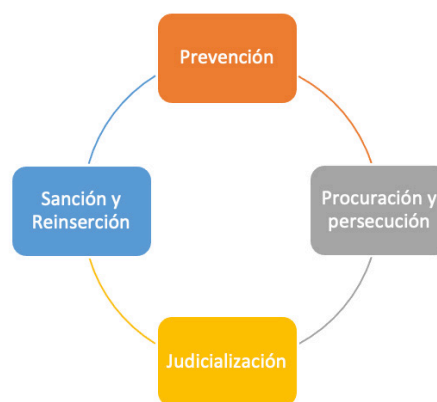 Prevención
Procuración y
persecución
Judicialización
Sanción y
Reinserción